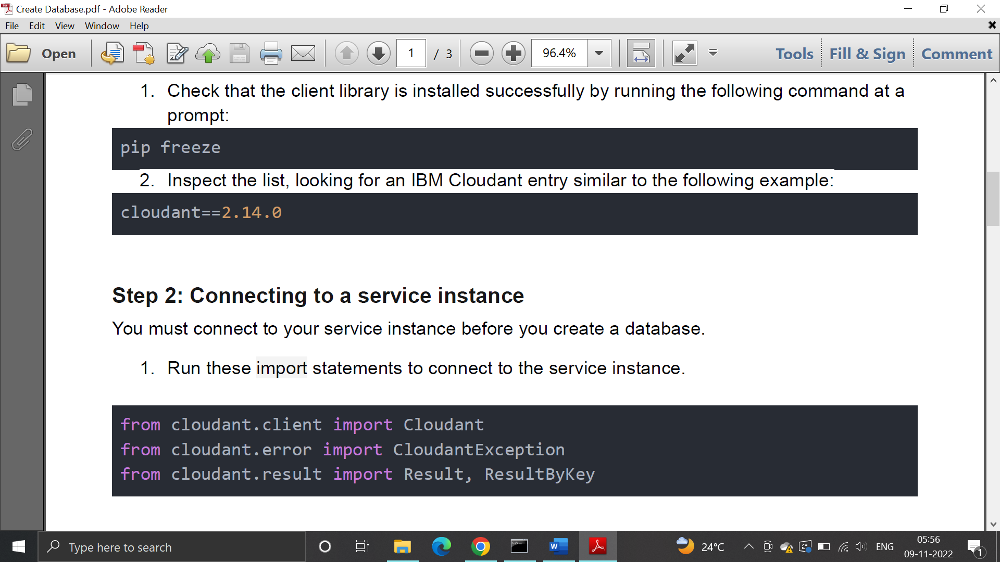 Create Database.pdf - Adobe Reader
File Edit View Window Help
Open 1 / 3 96.4% Tools Fill & Sign Comment
1. Check that the client library is installed successfully by running the following command at a
prompt:
pip freeze
2. Inspect the list, looking for an IBM Cloudant entry similar to the following example:
cloudant==2.14.0
Step 2: Connecting to a service instance
You must connect to your service instance before you create a database.
1. Run these import statements to connect to the service instance.
from cloudant.client import Cloudant
from cloudant.error import CloudantException
from cloudant.result import Result, ResultByKey
Type here to search
24°C
ENG
05:56
09-11-2022
1